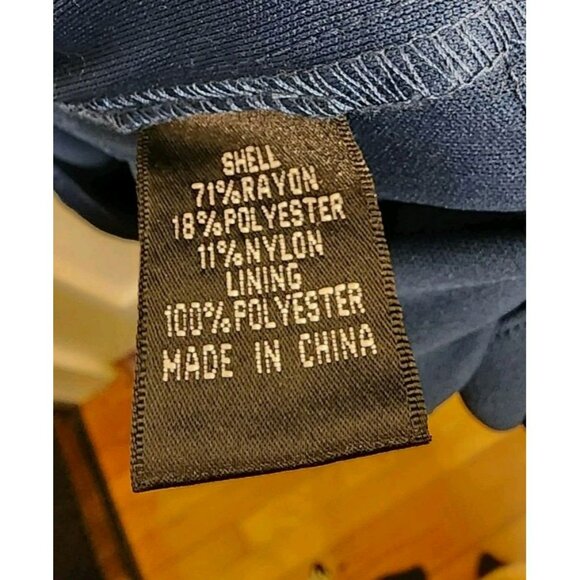 SHELL
71%RAYON
18%POLYESTER
11%NYLON
LINING
100%POLYESTER
MADE IN CHINA